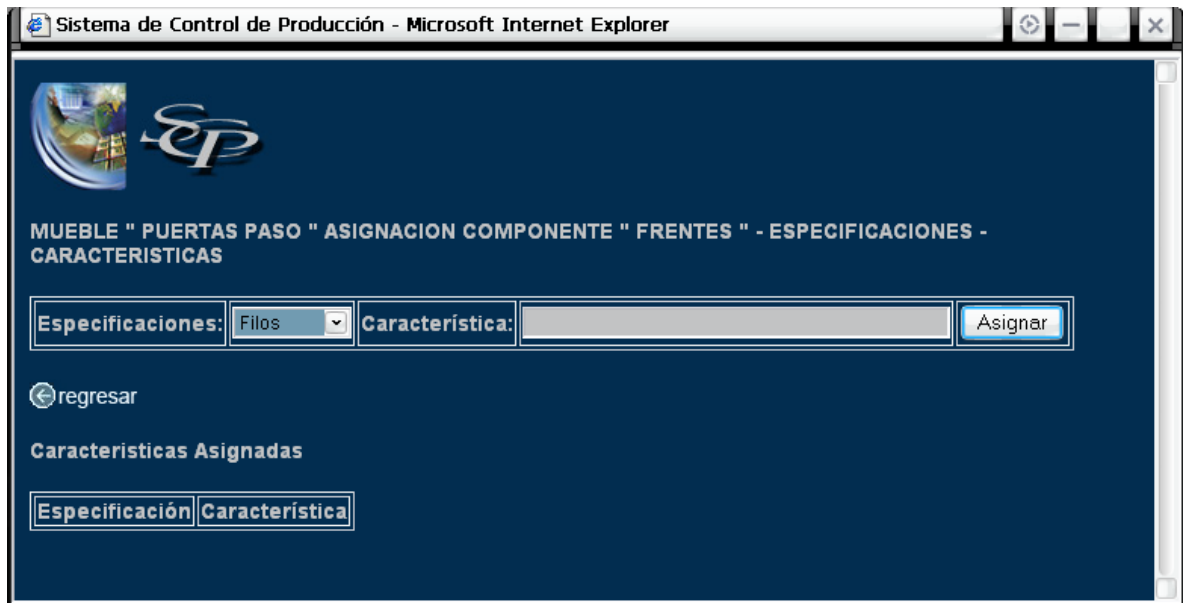 Sistema de Control de Producción - Microsoft Internet Explorer
SCP
MUEBLE " PUERTAS PASO " ASIGNACION COMPONENTE " FRENTES " - ESPECIFICACIONES -
CARACTERISTICAS
Especificaciones: Filos Característica: Asignar
regresar
Caracteristicas Asignadas
Especificación Característica